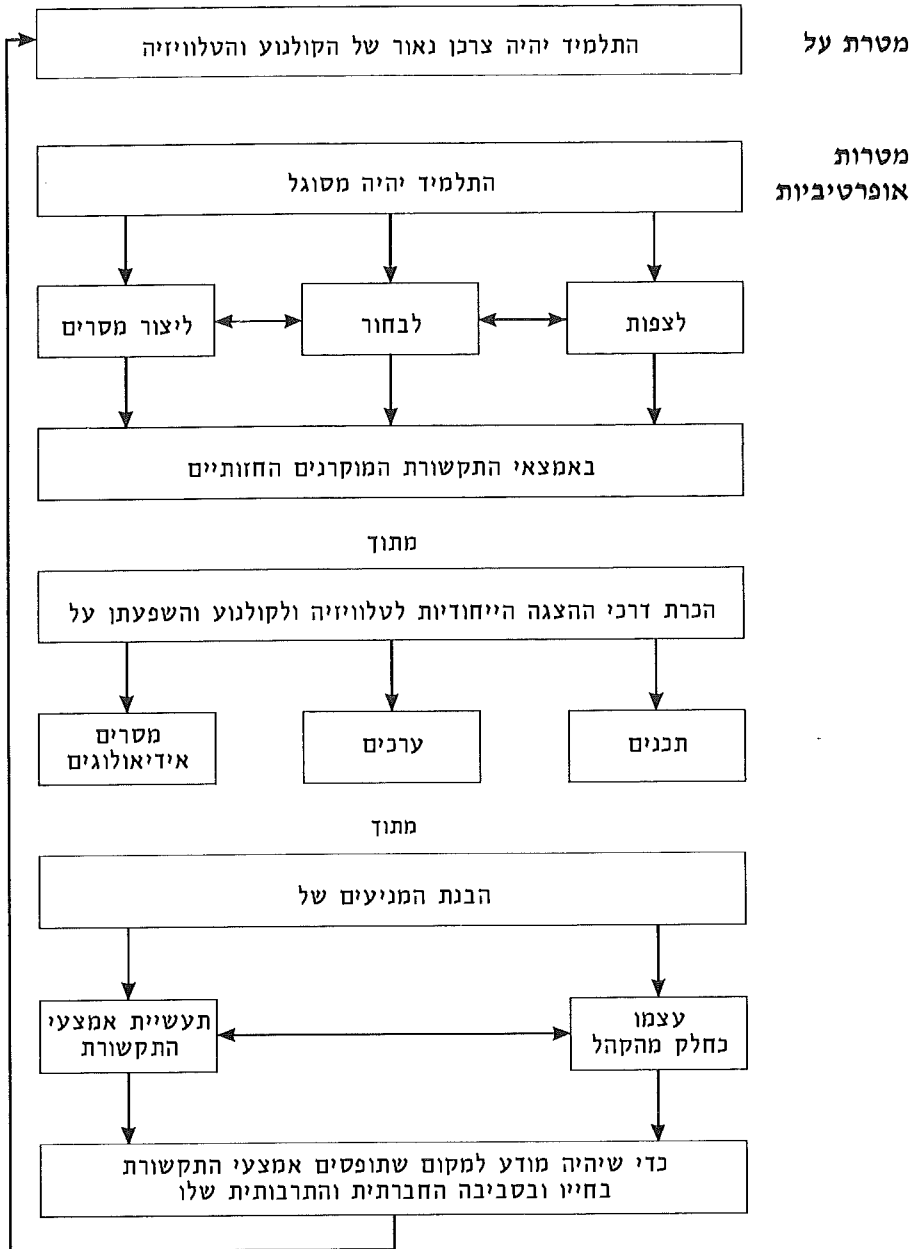 מטרת על
התלמיד יהיה צרכן נאור של הקולנוע והטלוויזיה
מטרות
אופרטיביות
התלמיד יהיה מסוגל
לצפות
לבחור
ליצור מסרים
באמצאי התקשורת המוקרנים החזותיים
מתוך
הכרת דרכי ההצגה הייחודיות לטלוויזיה ולקולנוע והשפעתן על
תכנים
ערכים
מסרים
אידיאולוגים
מתוך
הבנת המניעים של
עצמו
כחלק מהקהל
תעשיית אמצעי
התקשורת
כדי שיהיה מודע למקום שתופסים אמצעי התקשורת
בחייו ובסביבה החברתית והתרבותית שלו